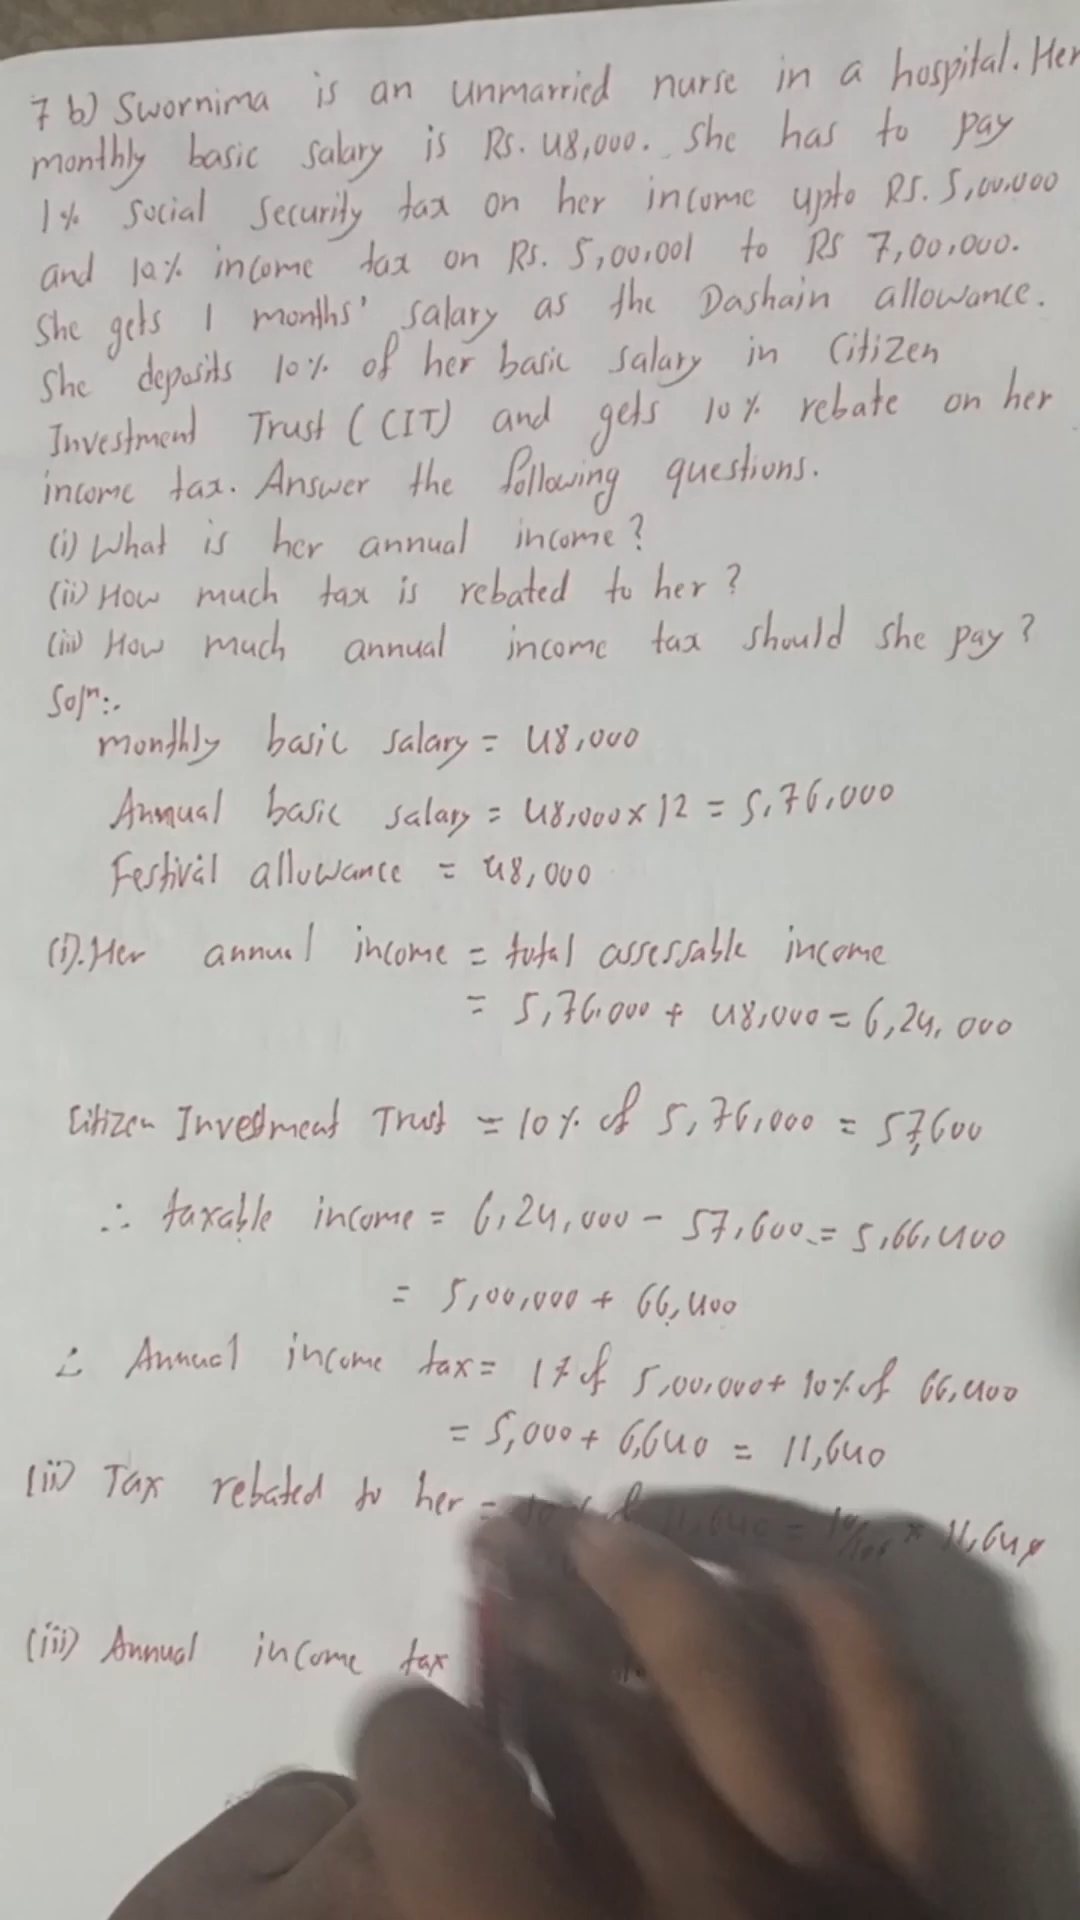 7 b) Swornima is an unmarried nurse in a hospital. Her
monthly basic salary is Rs. 48,000. She has to pay
1% social security tax on her income upto RS. 5,00,000
and 10% income tax on Rs. 5,00,001 to RS 7,00,000.
She gets 1 months' salary as the Dashain allowance.
She deposits 10% of her basic salary in Citizen
Investment Trust (CIT) and gets 10% rebate on her
income tax. Answer the following questions.
(i) What is her annual income?
(ii) How much tax is rebated to her?
(iii) How much annual income tax should she pay?
Solⁿ:.
monthly basic salary = 48,000
Annual basic salary = 48,000 × 12 = 5,76,000
Festival allowance = 48,000
(i). Her annual income = total assessable income
= 5,76,000 + 48,000 = 6,24,000
Citizen Investment Trust = 10% of 5,76,000 = 57,600
∴ taxable income = 6,24,000 - 57,600 = 5,66,400
= 5,00,000 + 66,400
∴ Annual income tax = 1% of 5,00,000 + 10% of 66,400
= 5,000 + 6,640 = 11,640
(ii) Tax rebated to her = 10% of 11,640 = 10/100 × 11,640
(iii) Annual income tax